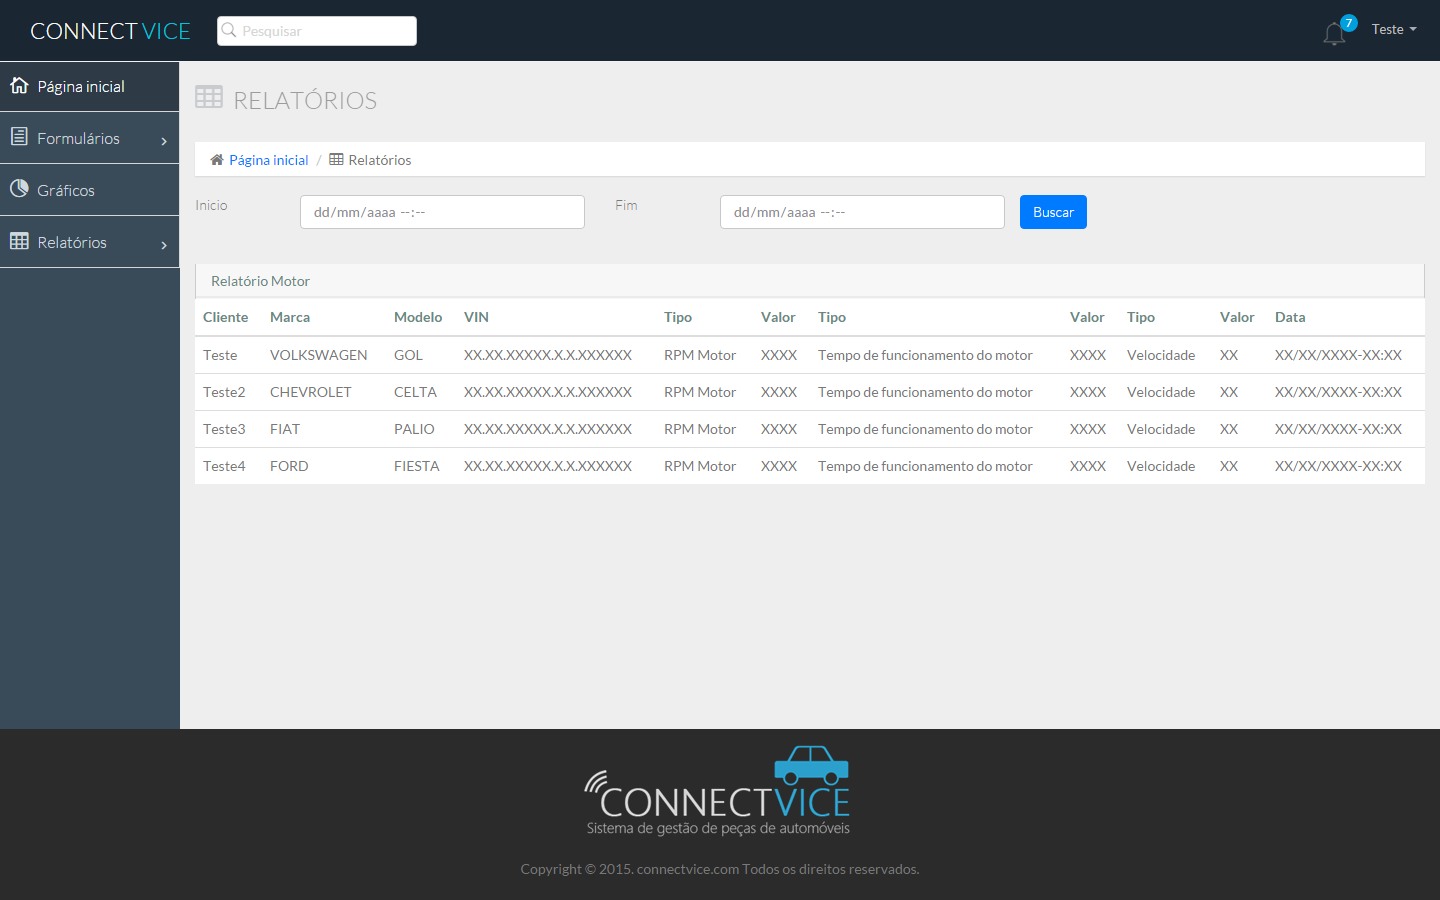 CONNECT VICE Pesquisar 7 Teste
Página inicial
Formulários
Gráficos
Relatórios
RELATÓRIOS
Página inicial / Relatórios
Inicio dd/mm/aaaa --:-- Fim dd/mm/aaaa --:-- Buscar
Relatório Motor
Cliente Marca Modelo VIN Tipo Valor Tipo Valor Tipo Valor Data
Teste VOLKSWAGEN GOL XX.XX.XXXXX.X.X.XXXXXX RPM Motor XXXX Tempo de funcionamento do motor XXXX Velocidade XX XX/XX/XXXX-XX:XX
Teste2 CHEVROLET CELTA XX.XX.XXXXX.X.X.XXXXXX RPM Motor XXXX Tempo de funcionamento do motor XXXX Velocidade XX XX/XX/XXXX-XX:XX
Teste3 FIAT PALIO XX.XX.XXXXX.X.X.XXXXXX RPM Motor XXXX Tempo de funcionamento do motor XXXX Velocidade XX XX/XX/XXXX-XX:XX
Teste4 FORD FIESTA XX.XX.XXXXX.X.X.XXXXXX RPM Motor XXXX Tempo de funcionamento do motor XXXX Velocidade XX XX/XX/XXXX-XX:XX
CONNECTVICE
Sistema de gestão de peças de automóveis
Copyright © 2015. connectvice.com Todos os direitos reservados.